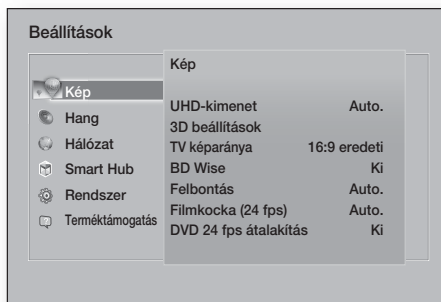 Beállítások
Kép
Hang
Hálózat
Smart Hub
Rendszer
Terméktámogatás
Kép
UHD-kimenet Auto.
3D beállítások
TV képaránya 16:9 eredeti
BD Wise Ki
Felbontás Auto.
Filmkocka (24 fps) Auto.
DVD 24 fps átalakítás Ki